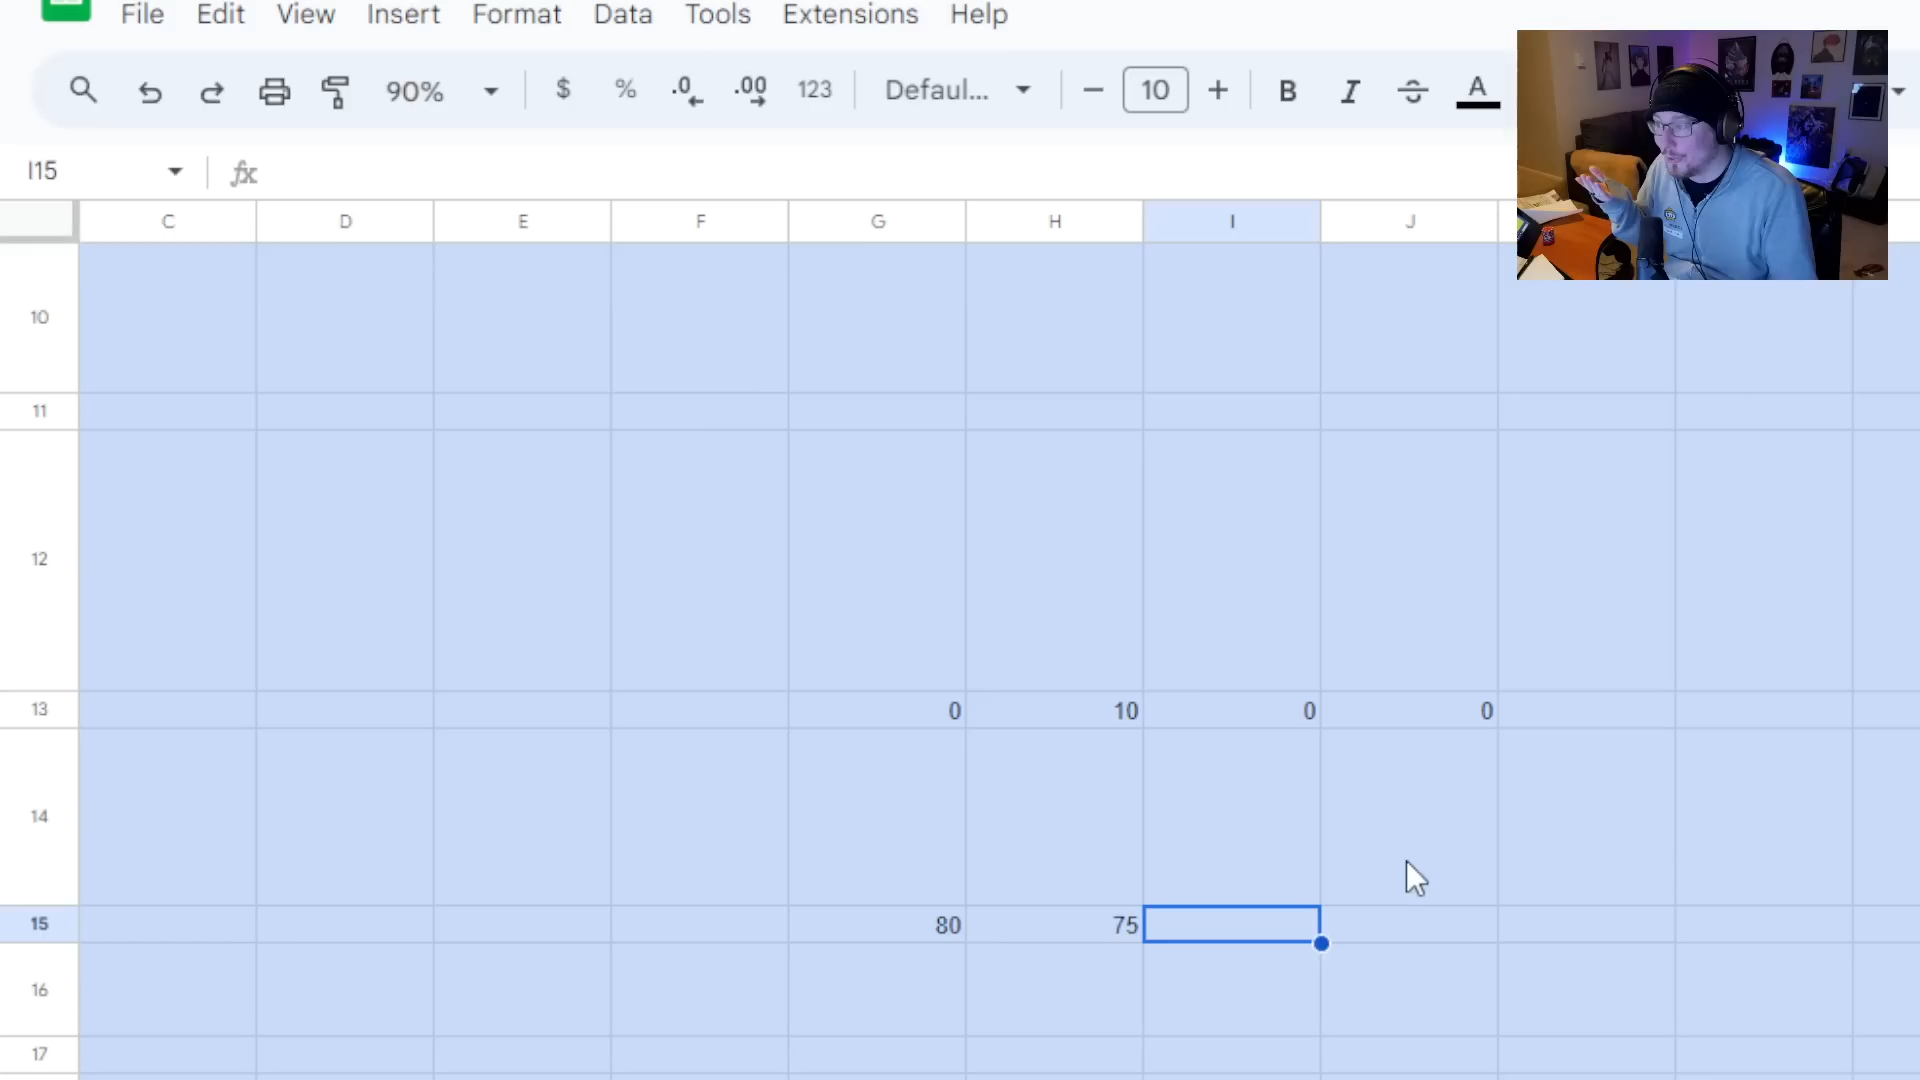 File Edit View Insert Format Data Tools Extensions Help
90% $ % .0 .00 123 Defaul... 10 B I S A
I15 fx
C D E F G H I J
10
11
12
13 0 10 0 0
14
15 80 75
16
17